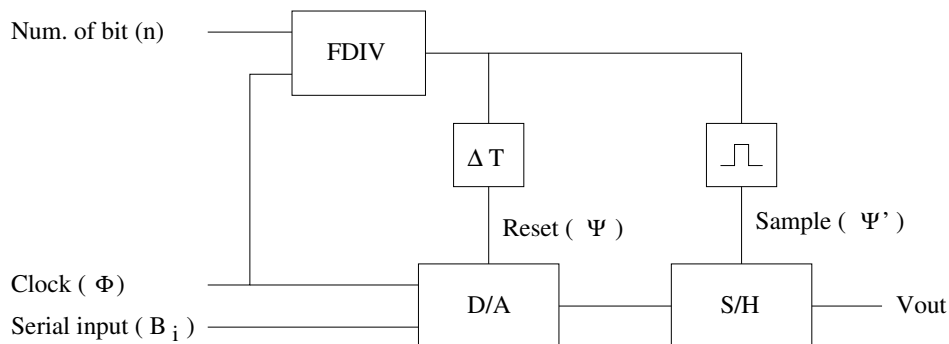 Num. of bit (n)
FDIV
Δ T
Reset ( Ψ )
Sample ( Ψ' )
Clock ( Φ )
D/A
S/H
Vout
Serial input ( B i )